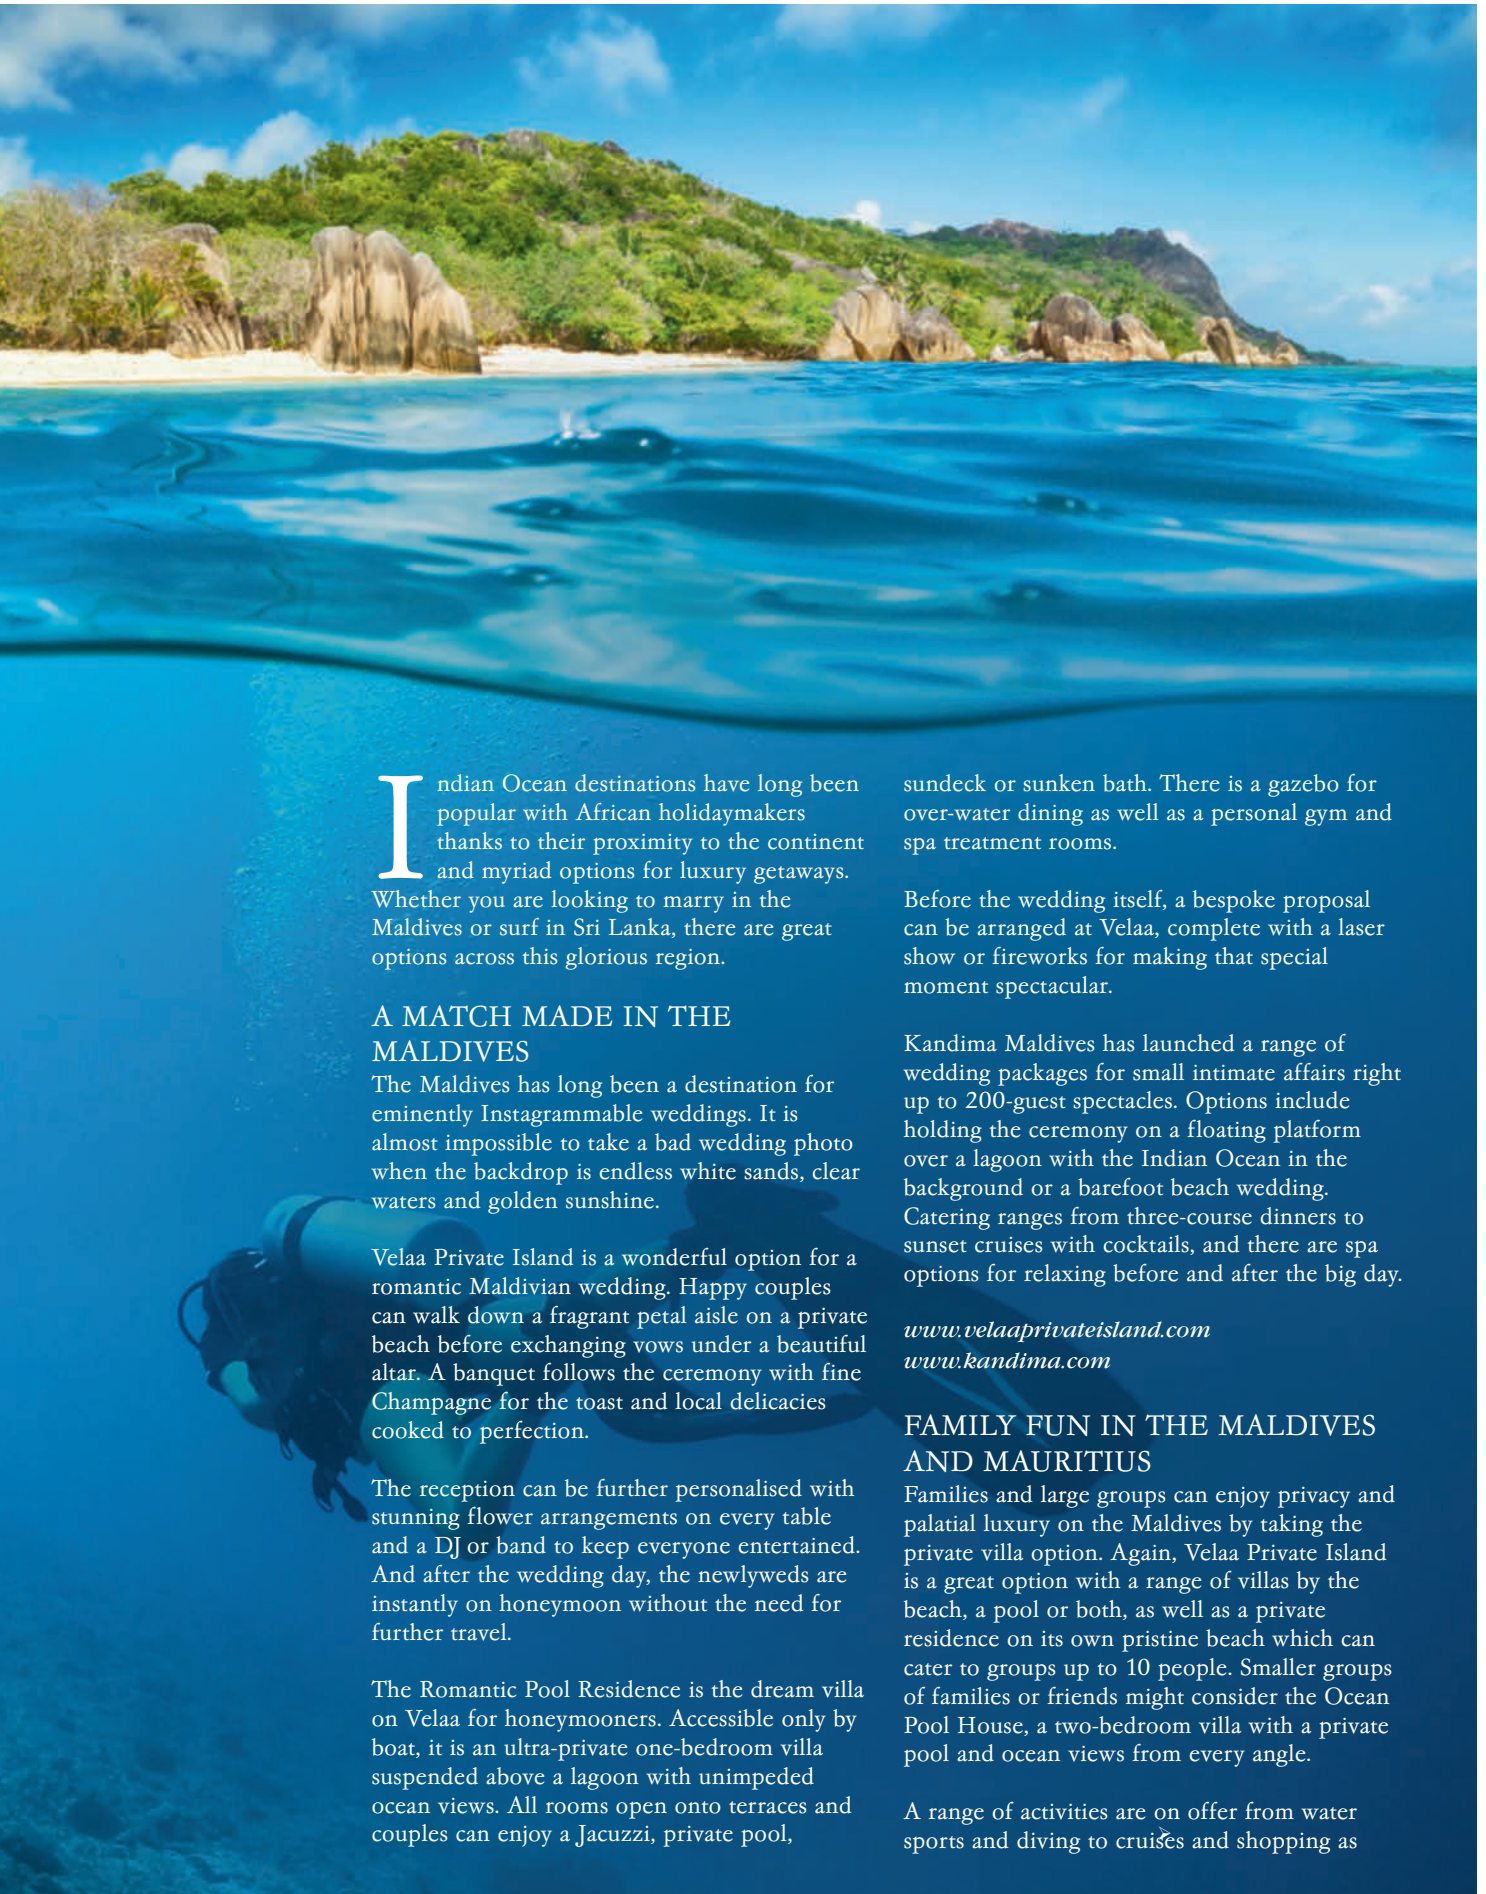 Indian Ocean destinations have long been
popular with African holidaymakers
thanks to their proximity to the continent
and myriad options for luxury getaways.
Whether you are looking to marry in the
Maldives or surf in Sri Lanka, there are great
options across this glorious region.
A MATCH MADE IN THE
MALDIVES
The Maldives has long been a destination for
eminently Instagrammable weddings. It is
almost impossible to take a bad wedding photo
when the backdrop is endless white sands, clear
waters and golden sunshine.
Velaa Private Island is a wonderful option for a
romantic Maldivian wedding. Happy couples
can walk down a fragrant petal aisle on a private
beach before exchanging vows under a beautiful
altar. A banquet follows the ceremony with fine
Champagne for the toast and local delicacies
cooked to perfection.
The reception can be further personalised with
stunning flower arrangements on every table
and a DJ or band to keep everyone entertained.
And after the wedding day, the newlyweds are
instantly on honeymoon without the need for
further travel.
The Romantic Pool Residence is the dream villa
on Velaa for honeymooners. Accessible only by
boat, it is an ultra-private one-bedroom villa
suspended above a lagoon with unimpeded
ocean views. All rooms open onto terraces and
couples can enjoy a Jacuzzi, private pool,
sundeck or sunken bath. There is a gazebo for
over-water dining as well as a personal gym and
spa treatment rooms.
Before the wedding itself, a bespoke proposal
can be arranged at Velaa, complete with a laser
show or fireworks for making that special
moment spectacular.
Kandima Maldives has launched a range of
wedding packages for small intimate affairs right
up to 200-guest spectacles. Options include
holding the ceremony on a floating platform
over a lagoon with the Indian Ocean in the
background or a barefoot beach wedding.
Catering ranges from three-course dinners to
sunset cruises with cocktails, and there are spa
options for relaxing before and after the big day.
www.velaaprivateisland.com
www.kandima.com
FAMILY FUN IN THE MALDIVES
AND MAURITIUS
Families and large groups can enjoy privacy and
palatial luxury on the Maldives by taking the
private villa option. Again, Velaa Private Island
is a great option with a range of villas by the
beach, a pool or both, as well as a private
residence on its own pristine beach which can
cater to groups up to 10 people. Smaller groups
of families or friends might consider the Ocean
Pool House, a two-bedroom villa with a private
pool and ocean views from every angle.
A range of activities are on offer from water
sports and diving to cruises and shopping as